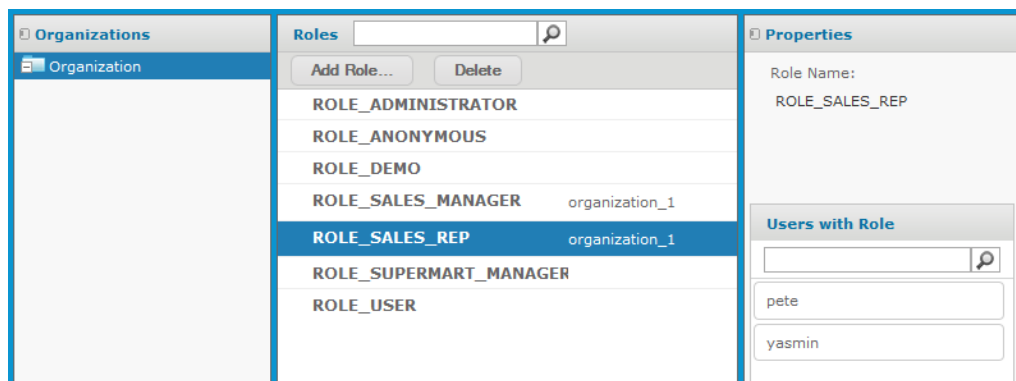 Organizations
Organization
Roles
Add Role... Delete
ROLE_ADMINISTRATOR
ROLE_ANONYMOUS
ROLE_DEMO
ROLE_SALES_MANAGER organization_1
ROLE_SALES_REP organization_1
ROLE_SUPERMART_MANAGER
ROLE_USER
Properties
Role Name:
ROLE_SALES_REP
Users with Role
pete
yasmin